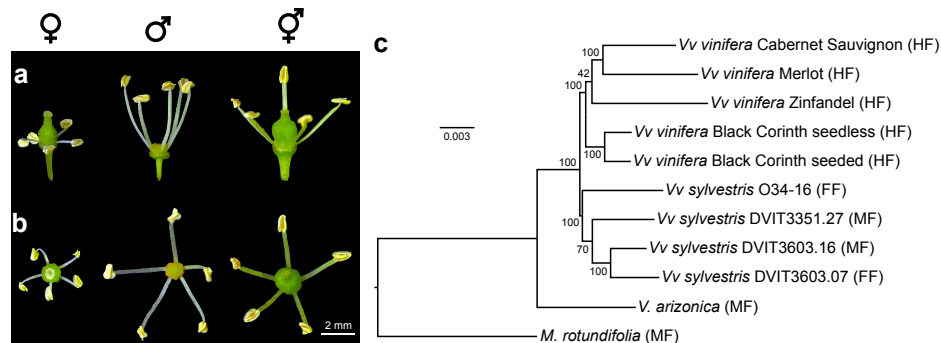 ♀ ♂ ⚥
a
b
2 mm
c
0.003
100
42
100
100
100
100
70
100
Vv vinifera Cabernet Sauvignon (HF)
Vv vinifera Merlot (HF)
Vv vinifera Zinfandel (HF)
Vv vinifera Black Corinth seedless (HF)
Vv vinifera Black Corinth seeded (HF)
Vv sylvestris O34-16 (FF)
Vv sylvestris DVIT3351.27 (MF)
Vv sylvestris DVIT3603.16 (MF)
Vv sylvestris DVIT3603.07 (FF)
V. arizonica (MF)
M. rotundifolia (MF)